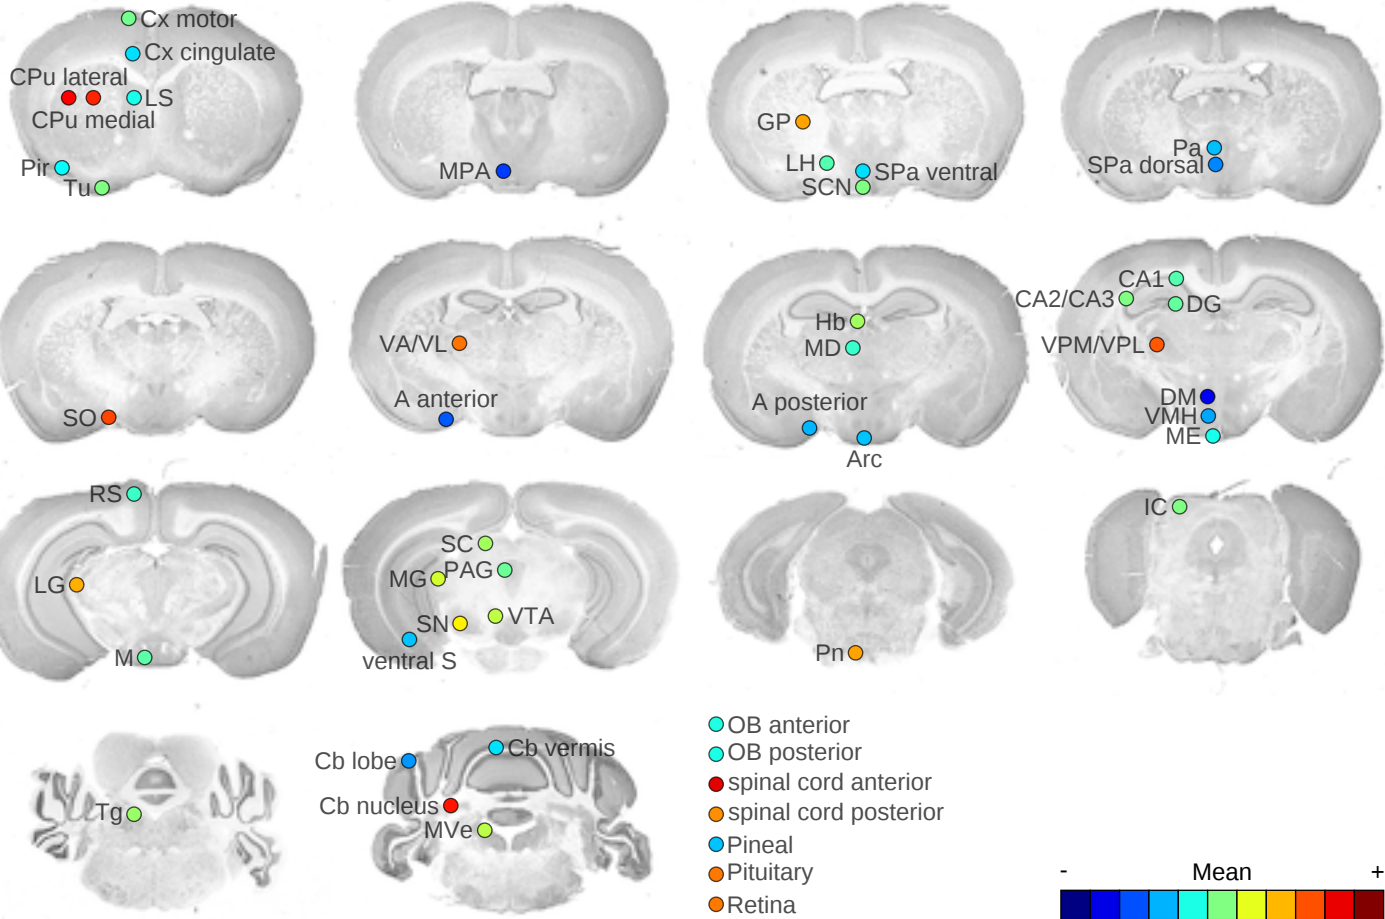 Cx motor
Cx cingulate
CPu lateral
LS
CPu medial
Pir
Tu
MPA
GP
LH
SPa ventral
SCN
Pa
SPa dorsal
SO
VA/VL
A anterior
Hb
MD
A posterior
Arc
CA1
CA2/CA3
DG
VPM/VPL
DM
VMH
ME
RS
LG
M
SC
PAG
MG
VTA
SN
ventral S
Pn
IC
Tg
Cb vermis
Cb lobe
Cb nucleus
MVe
OB anterior
OB posterior
spinal cord anterior
spinal cord posterior
Pineal
Pituitary
Retina
- Mean +